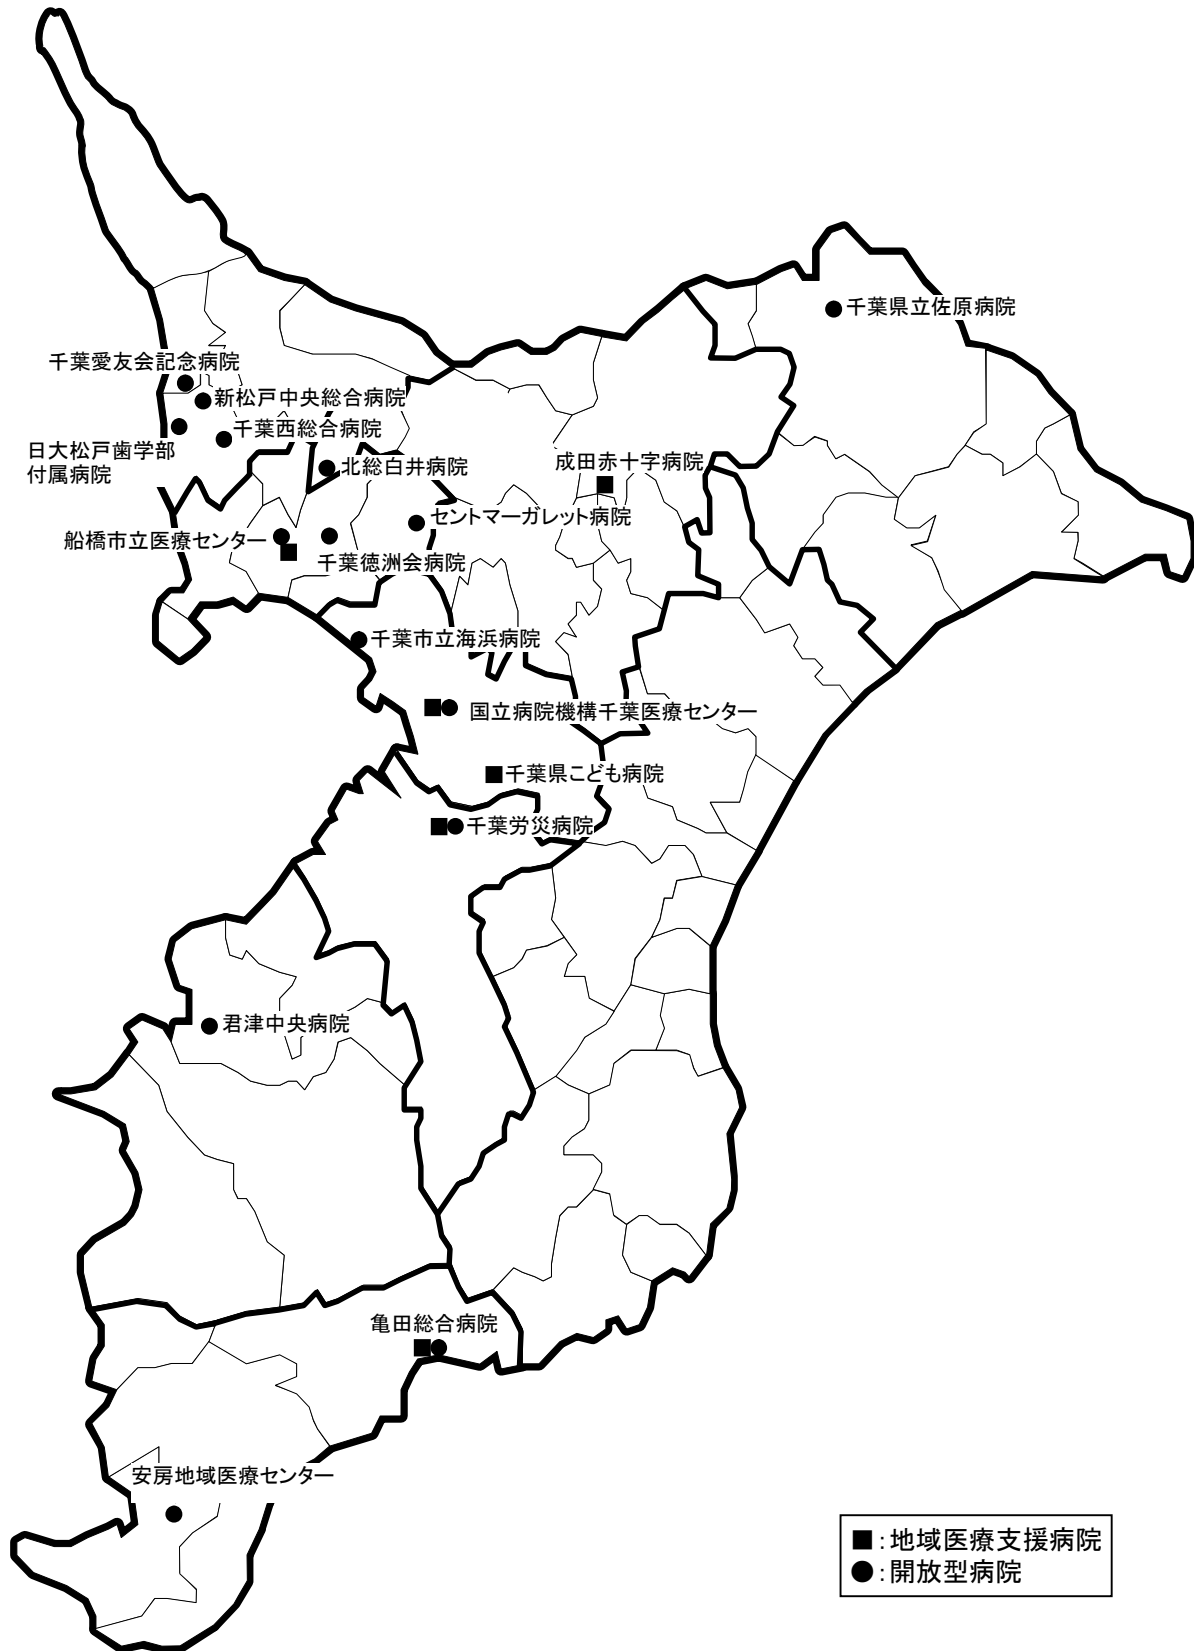 千葉県立佐原病院
千葉愛友会記念病院
新松戸中央総合病院
千葉西総合病院
日大松戸歯学部
付属病院
北総白井病院
成田赤十字病院
セントマーガレット病院
船橋市立医療センター
千葉徳洲会病院
千葉市立海浜病院
国立病院機構千葉医療センター
千葉県こども病院
千葉労災病院
君津中央病院
亀田総合病院
安房地域医療センター
■:地域医療支援病院
●:開放型病院